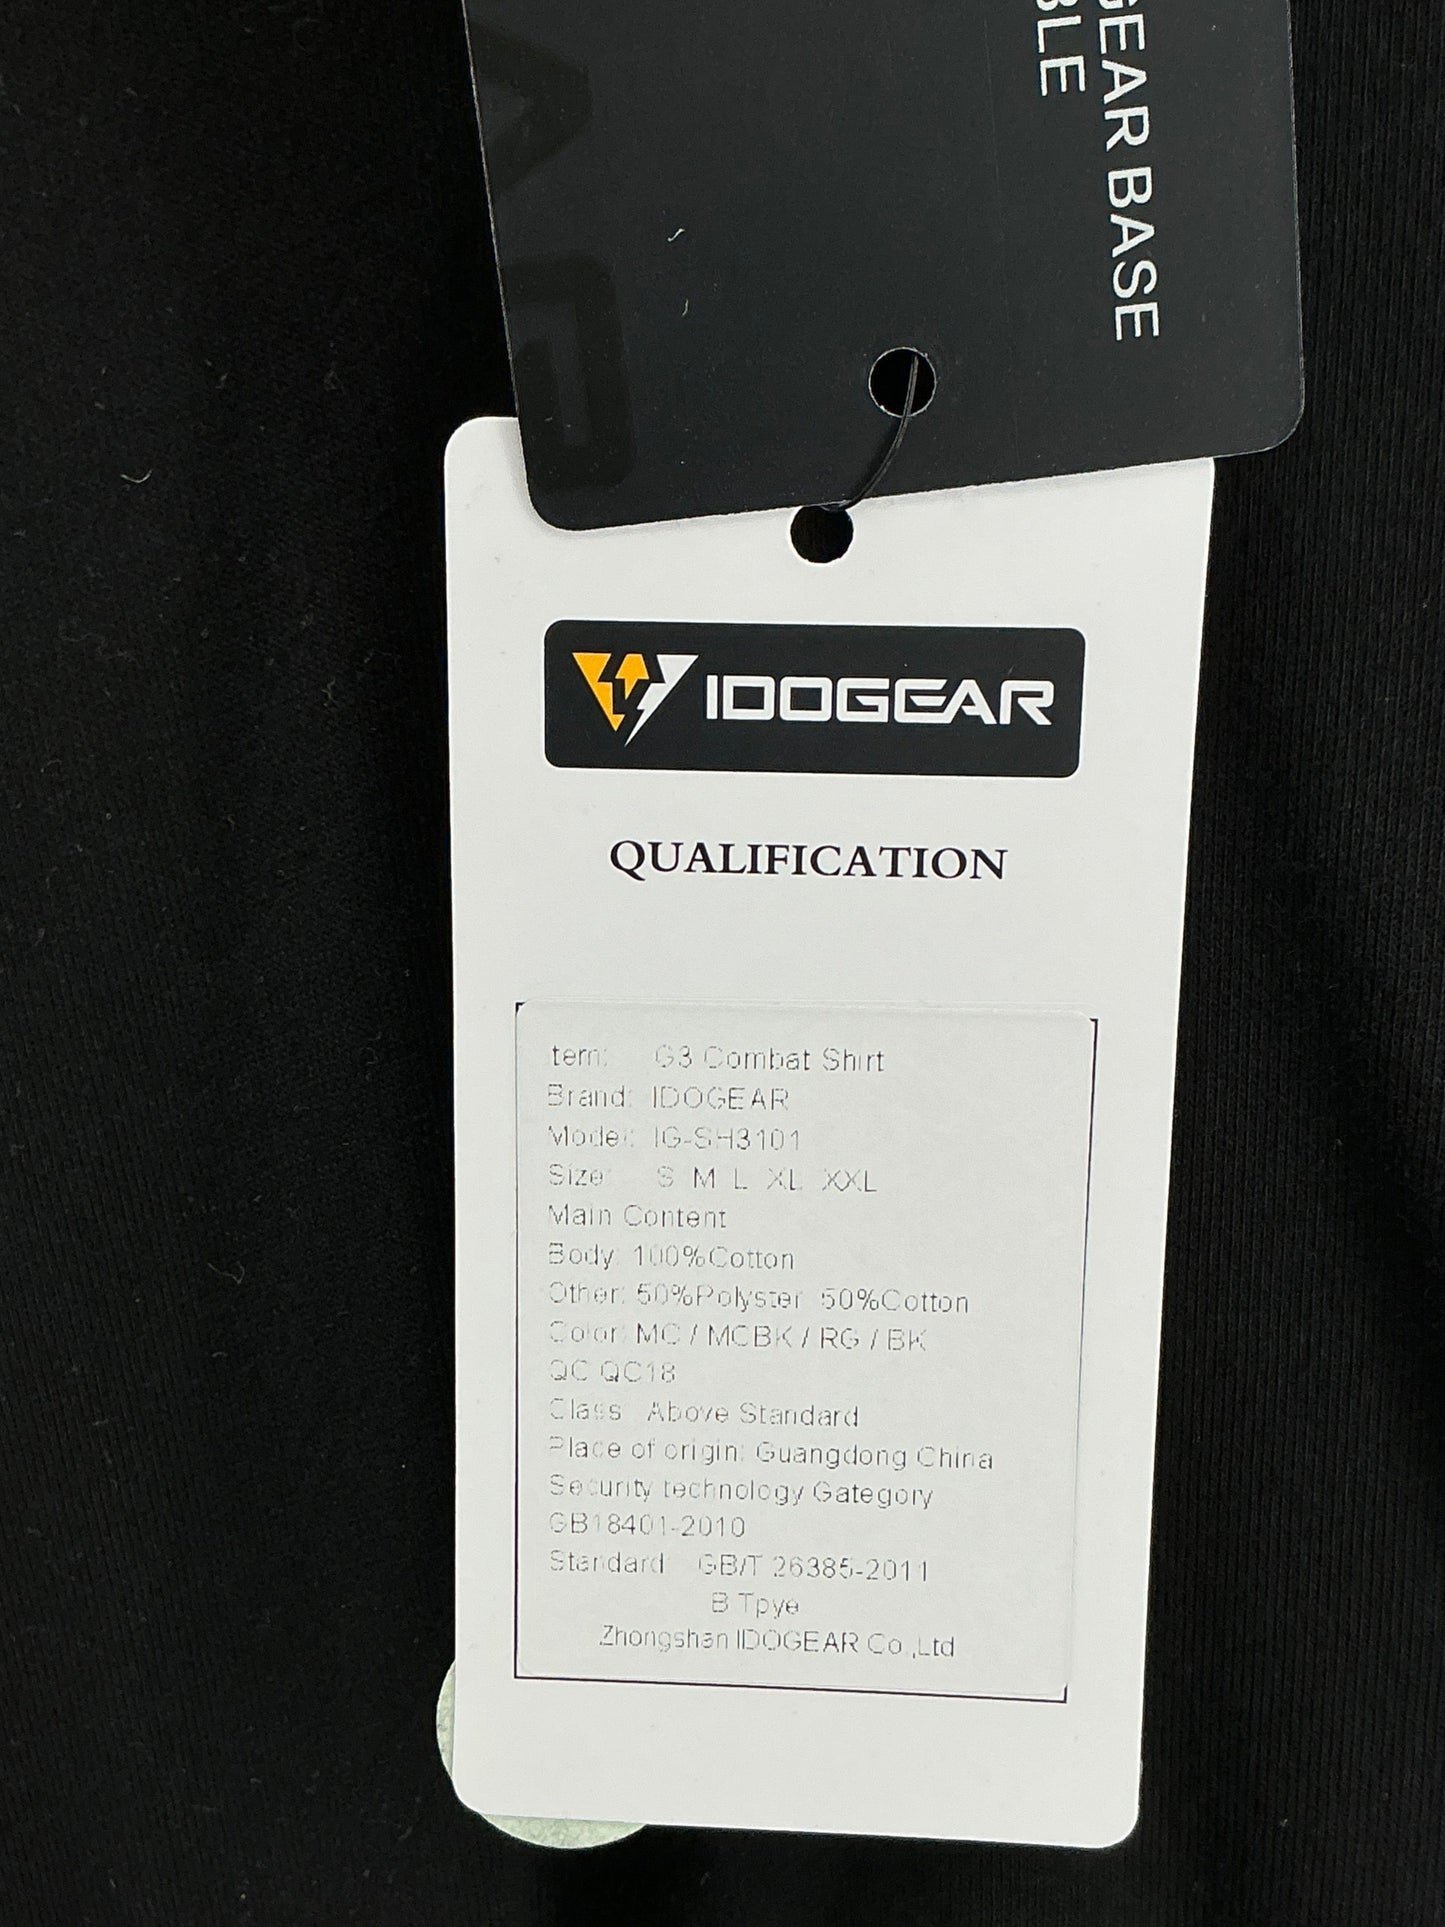 GEAR BASE
BLE
IDOGEAR
QUALIFICATION
tem: G3 Combat Shirt
Brand: IDOGEAR
Model: IG-SH3101
Size: S M L XL XXL
Main Content
Body: 100%Cotton
Other: 50%Polyster 50%Cotton
Color: MC / MCBK / RG / BK
QC QC18
Class Above Standard
Place of origin: Guangdong China
Security technology Gategory
GB18401-2010
Standard GB/T 26385-2011
B Tpye
Zhongshan IDOGEAR Co.,Ltd